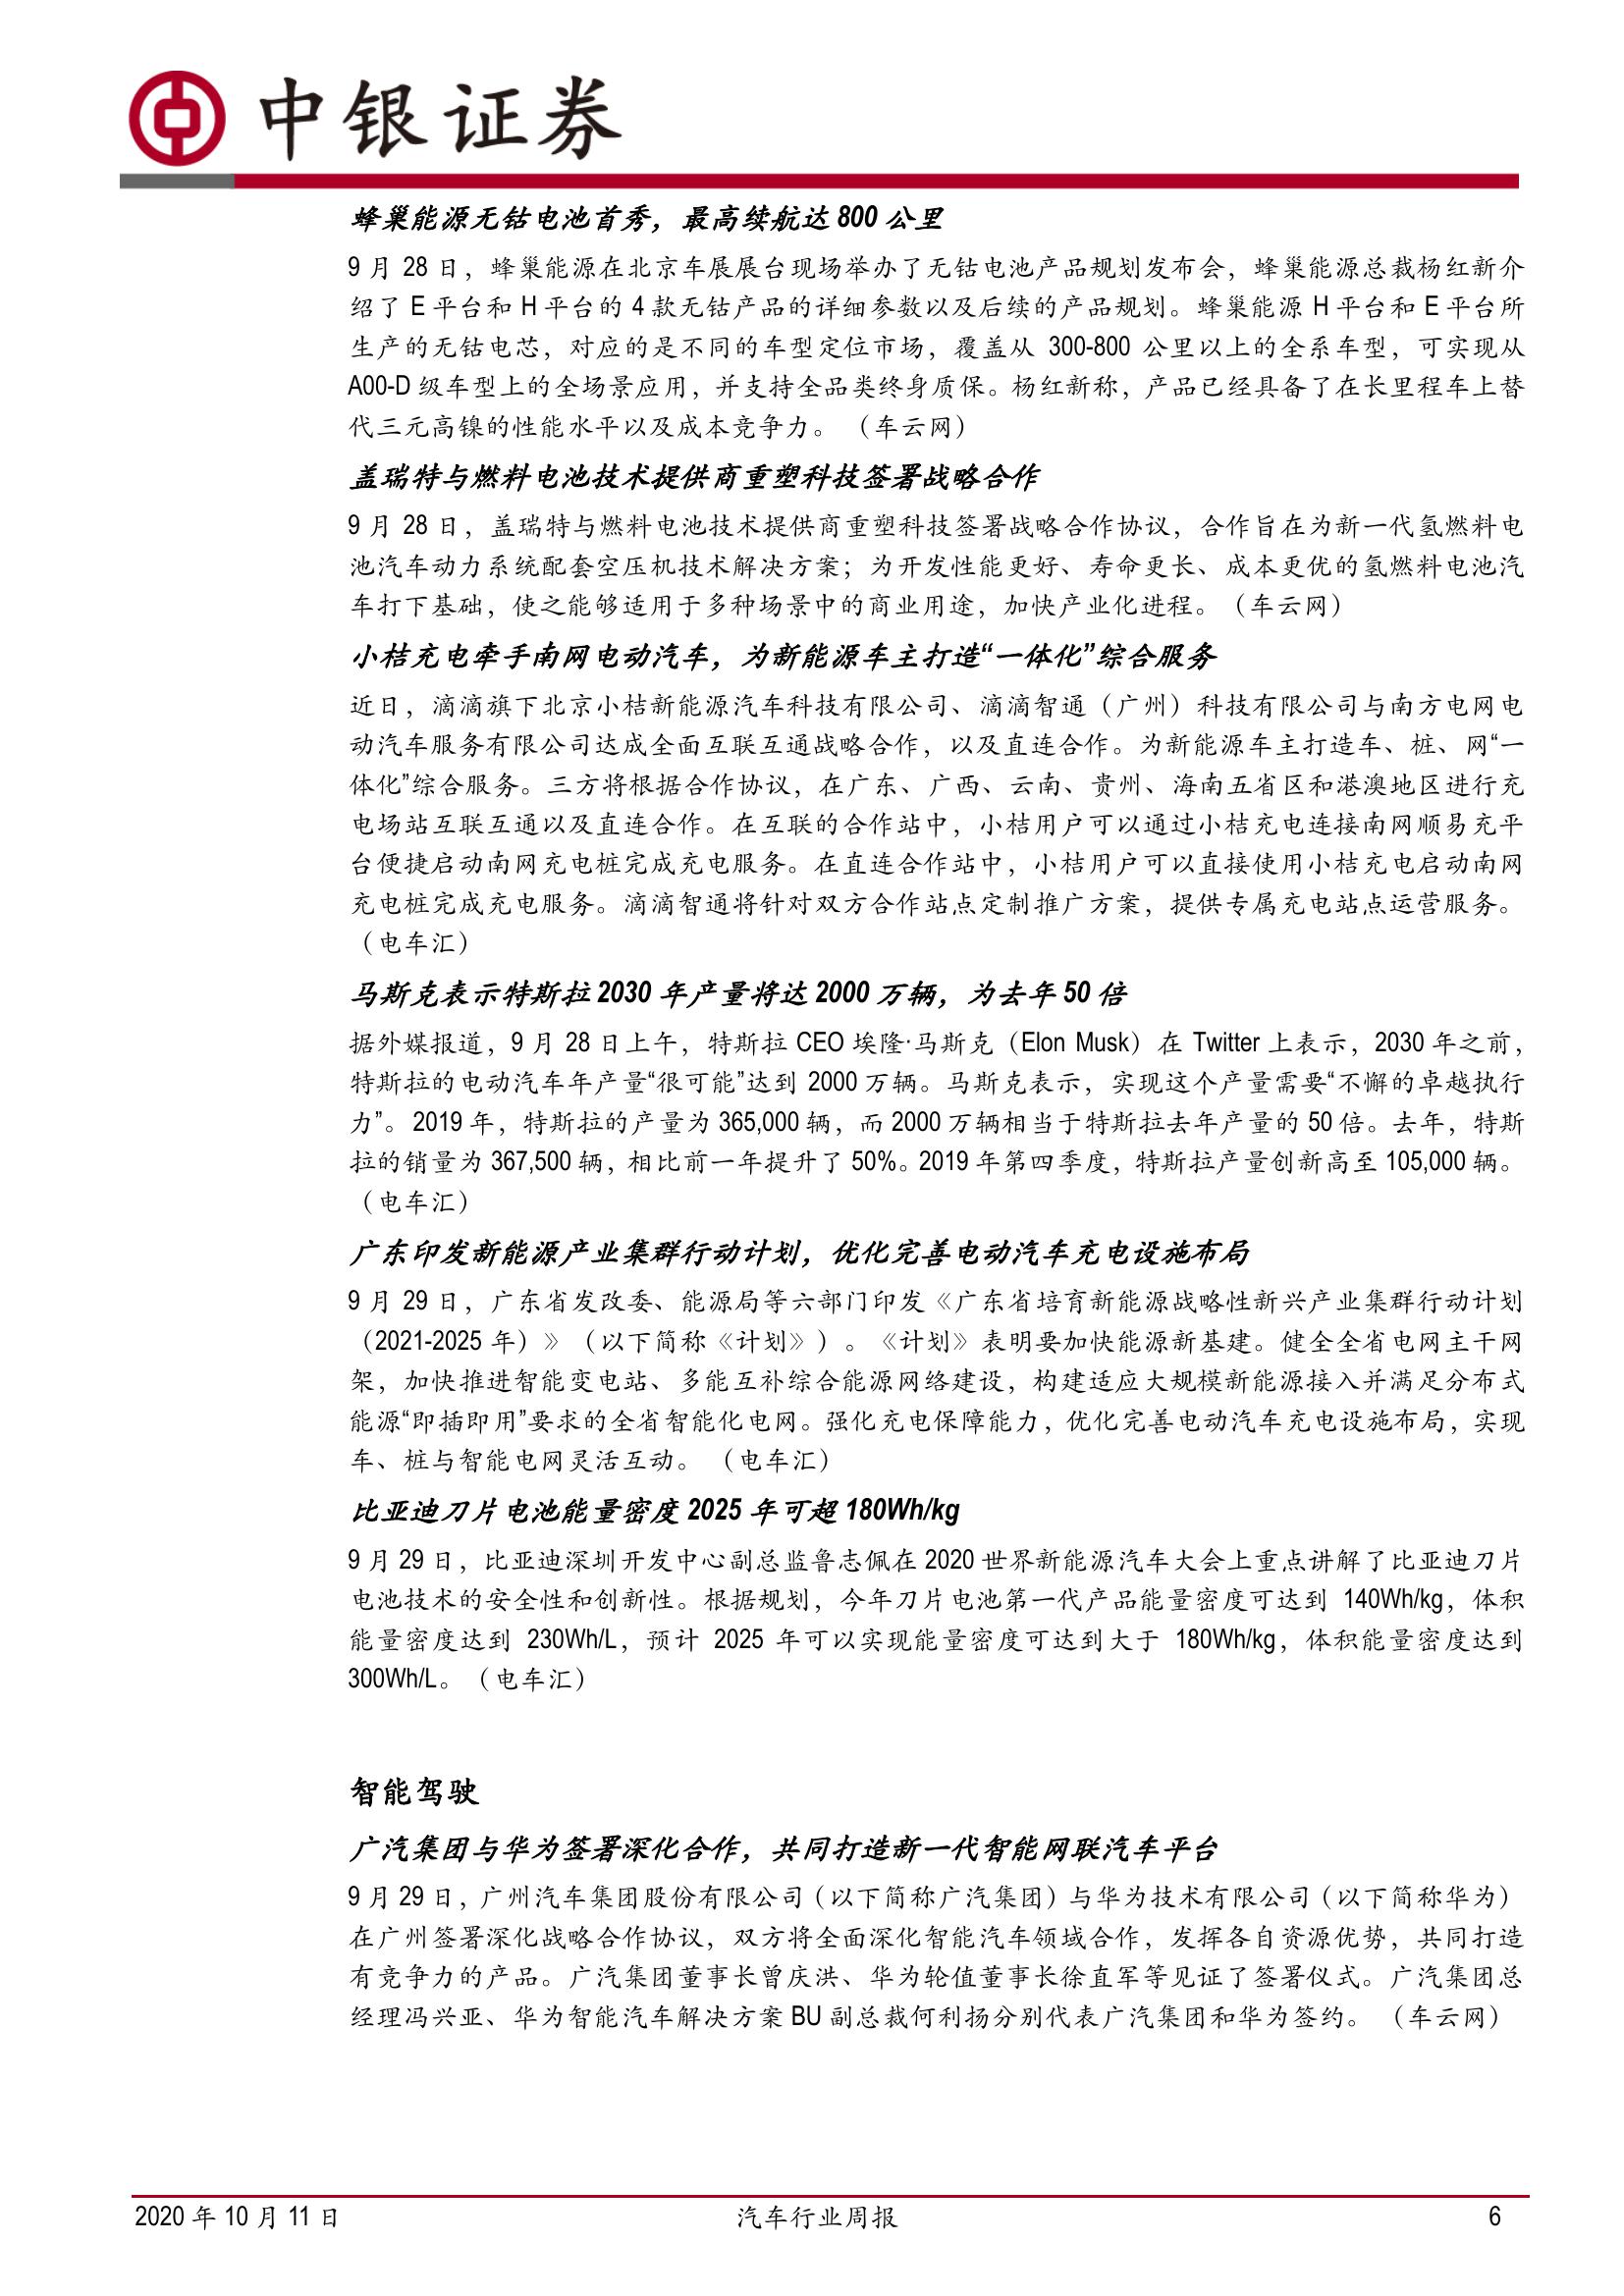 中银证券
蜂巢能源无钴电池首秀，最高续航达 800 公里
9 月 28 日，蜂巢能源在北京车展展台现场举办了无钴电池产品规划发布会，蜂巢能源总裁杨红新介
绍了 E 平台和 H 平台的 4 款无钴产品的详细参数以及后续的产品规划。蜂巢能源 H 平台和 E 平台所
生产的无钴电芯，对应的是不同的车型定位市场，覆盖从 300-800 公里以上的全系车型，可实现从
A00-D 级车型上的全场景应用，并支持全品类终身质保。杨红新称，产品已经具备了在长里程车上替
代三元高镍的性能水平以及成本竞争力。（车云网）
盖瑞特与燃料电池技术提供商重塑科技签署战略合作
9 月 28 日，盖瑞特与燃料电池技术提供商重塑科技签署战略合作协议，合作旨在为新一代氢燃料电
池汽车动力系统配套空压机技术解决方案；为开发性能更好、寿命更长、成本更优的氢燃料电池汽
车打下基础，使之能够适用于多种场景中的商业用途，加快产业化进程。（车云网）
小桔充电牵手南网电动汽车，为新能源车主打造“一体化”综合服务
近日，滴滴旗下北京小桔新能源汽车科技有限公司、滴滴智通（广州）科技有限公司与南方电网电
动汽车服务有限公司达成全面互联互通战略合作，以及直连合作。为新能源车主打造车、桩、网“一
体化”综合服务。三方将根据合作协议，在广东、广西、云南、贵州、海南五省区和港澳地区进行充
电场站互联互通以及直连合作。在互联的合作站中，小桔用户可以通过小桔充电连接南网顺易充平
台便捷启动南网充电桩完成充电服务。在直连合作站中，小桔用户可以直接使用小桔充电启动南网
充电桩完成充电服务。滴滴智通将针对双方合作站点定制推广方案，提供专属充电站点运营服务。
（电车汇）
马斯克表示特斯拉 2030 年产量将达 2000 万辆，为去年 50 倍
据外媒报道，9 月 28 日上午，特斯拉 CEO 埃隆·马斯克（Elon Musk）在 Twitter 上表示，2030 年之前，
特斯拉的电动汽车年产量“很可能”达到 2000 万辆。马斯克表示，实现这个产量需要“不懈的卓越执行
力”。2019 年，特斯拉的产量为 365,000 辆，而 2000 万辆相当于特斯拉去年产量的 50 倍。去年，特斯
拉的销量为 367,500 辆，相比前一年提升了 50%。2019 年第四季度，特斯拉产量创新高至 105,000 辆。
（电车汇）
广东印发新能源产业集群行动计划，优化完善电动汽车充电设施布局
9 月 29 日，广东省发改委、能源局等六部门印发《广东省培育新能源战略性新兴产业集群行动计划
（2021-2025 年）》（以下简称《计划》）。《计划》表明要加快能源新基建。健全全省电网主干网
架，加快推进智能变电站、多能互补综合能源网络建设，构建适应大规模新能源接入并满足分布式
能源“即插即用”要求的全省智能化电网。强化充电保障能力，优化完善电动汽车充电设施布局，实现
车、桩与智能电网灵活互动。（电车汇）
比亚迪刀片电池能量密度 2025 年可超 180Wh/kg
9 月 29 日，比亚迪深圳开发中心副总监鲁志佩在 2020 世界新能源汽车大会上重点讲解了比亚迪刀片
电池技术的安全性和创新性。根据规划，今年刀片电池第一代产品能量密度可达到 140Wh/kg，体积
能量密度达到 230Wh/L，预计 2025 年可以实现能量密度可达到大于 180Wh/kg，体积能量密度达到
300Wh/L。（电车汇）
智能驾驶
广汽集团与华为签署深化合作，共同打造新一代智能网联汽车平台
9 月 29 日，广州汽车集团股份有限公司（以下简称广汽集团）与华为技术有限公司（以下简称华为）
在广州签署深化战略合作协议，双方将全面深化智能汽车领域合作，发挥各自资源优势，共同打造
有竞争力的产品。广汽集团董事长曾庆洪、华为轮值董事长徐直军等见证了签署仪式。广汽集团总
经理冯兴亚、华为智能汽车解决方案 BU 副总裁何利扬分别代表广汽集团和华为签约。（车云网）
2020 年 10 月 11 日 汽车行业周报 6